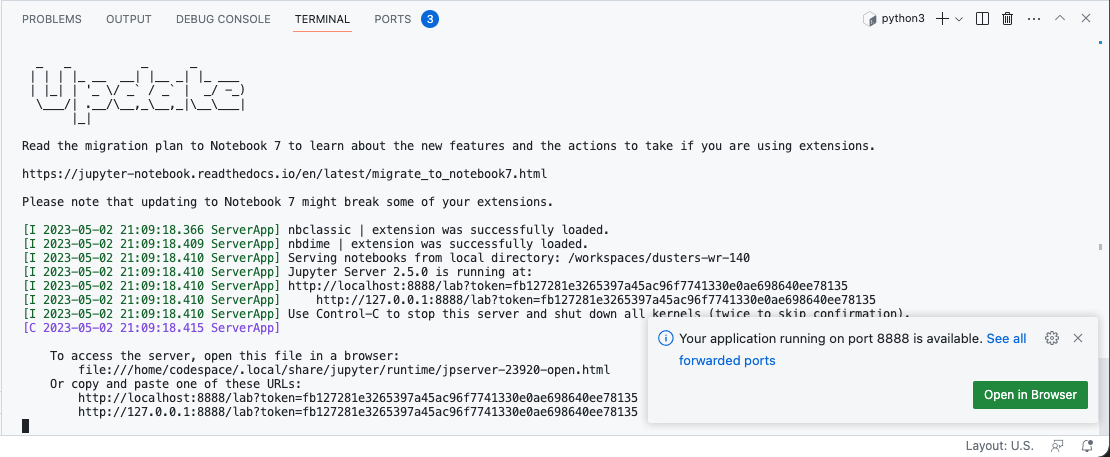 PROBLEMS OUTPUT DEBUG CONSOLE TERMINAL PORTS 3 python3
Update
Read the migration plan to Notebook 7 to learn about the new features and the actions to take if you are using extensions.
https://jupyter-notebook.readthedocs.io/en/latest/migrate_to_notebook7.html
Please note that updating to Notebook 7 might break some of your extensions.
[I 2023-05-02 21:09:18.366 ServerApp] nbclassic | extension was successfully loaded.
[I 2023-05-02 21:09:18.409 ServerApp] nbdime | extension was successfully loaded.
[I 2023-05-02 21:09:18.410 ServerApp] Serving notebooks from local directory: /workspaces/dusters-wr-140
[I 2023-05-02 21:09:18.410 ServerApp] Jupyter Server 2.5.0 is running at:
[I 2023-05-02 21:09:18.410 ServerApp] http://localhost:8888/lab?token=fb127281e3265397a45ac96f7741330e0ae698640ee78135
[I 2023-05-02 21:09:18.410 ServerApp]     http://127.0.0.1:8888/lab?token=fb127281e3265397a45ac96f7741330e0ae698640ee78135
[I 2023-05-02 21:09:18.410 ServerApp] Use Control-C to stop this server and shut down all kernels (twice to skip confirmation).
[C 2023-05-02 21:09:18.415 ServerApp]
To access the server, open this file in a browser:
file:///home/codespace/.local/share/jupyter/runtime/jpserver-23920-open.html
Or copy and paste one of these URLs:
http://localhost:8888/lab?token=fb127281e3265397a45ac96f7741330e0ae698640ee78135
http://127.0.0.1:8888/lab?token=fb127281e3265397a45ac96f7741330e0ae698640ee78135
Your application running on port 8888 is available. See all
forwarded ports
Open in Browser
Layout: U.S.